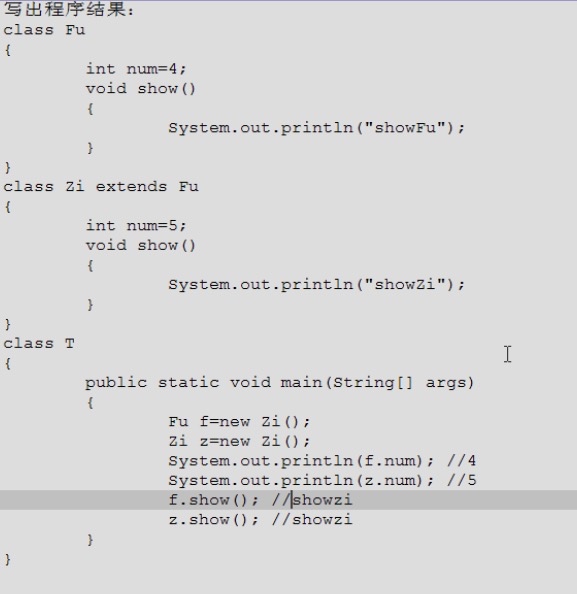 写出程序结果：
class Fu
{
int num=4;
void show()
{
System.out.println("showFu");
}
}
class Zi extends Fu
{
int num=5;
void show()
{
System.out.println("showZi");
}
}
class T
{
public static void main(String[] args)
{
Fu f=new Zi();
Zi z=new Zi();
System.out.println(f.num); //4
System.out.println(z.num); //5
f.show(); //showzi
z.show(); //showzi
}
}